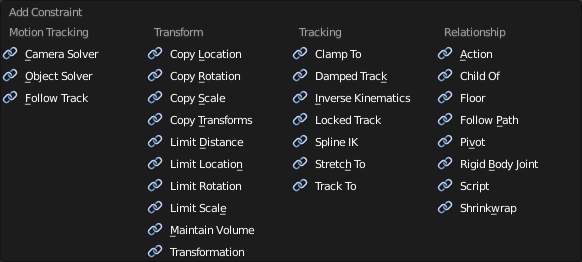 Add Constraint
Motion Tracking
Camera Solver
Object Solver
Follow Track
Transform
Copy Location
Copy Rotation
Copy Scale
Copy Transforms
Limit Distance
Limit Location
Limit Rotation
Limit Scale
Maintain Volume
Transformation
Tracking
Clamp To
Damped Track
Inverse Kinematics
Locked Track
Spline IK
Stretch To
Track To
Relationship
Action
Child Of
Floor
Follow Path
Pivot
Rigid Body Joint
Script
Shrinkwrap